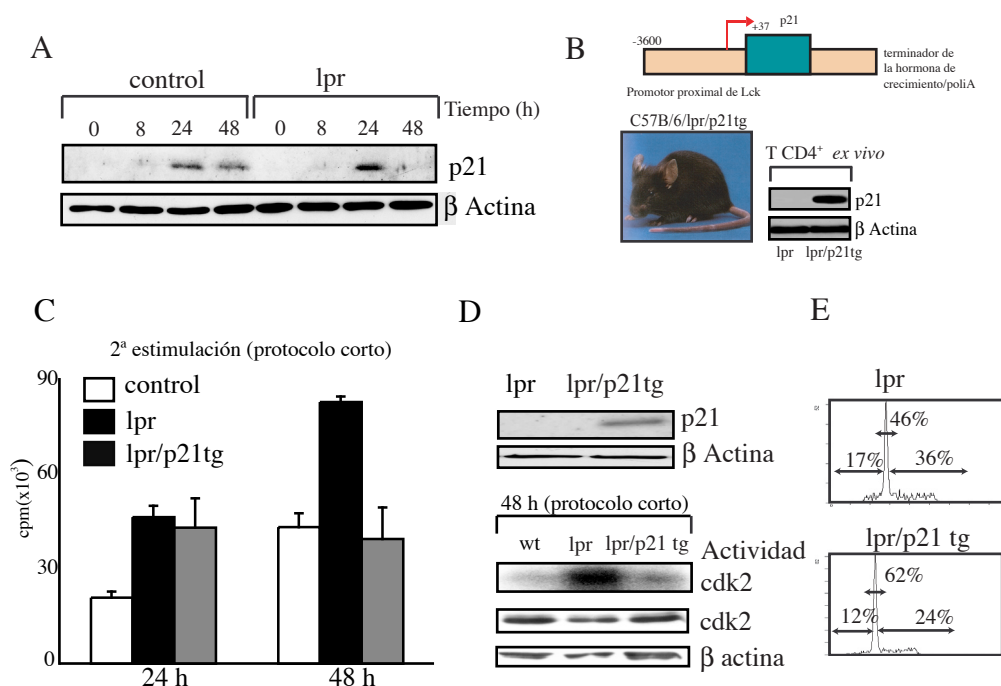 A
control
lpr
Tiempo (h)
0 8 24 48 0 8 24 48
p21
β Actina
B
-3600
+37
p21
terminador de
la hormona de
crecimiento/poliA
Promotor proximal de Lck
C57B/6/lpr/p21tg
T CD4⁺ ex vivo
p21
β Actina
lpr lpr/p21tg
C
2ª estimulación (protocolo corto)
90
60
30
0
cpm(x10³)
control
lpr
lpr/p21tg
24 h
48 h
D
lpr lpr/p21tg
p21
β Actina
48 h (protocolo corto)
wt lpr lpr/p21 tg
Actividad
cdk2
cdk2
β actina
E
lpr
46%
17% 36%
lpr/p21 tg
62%
12% 24%